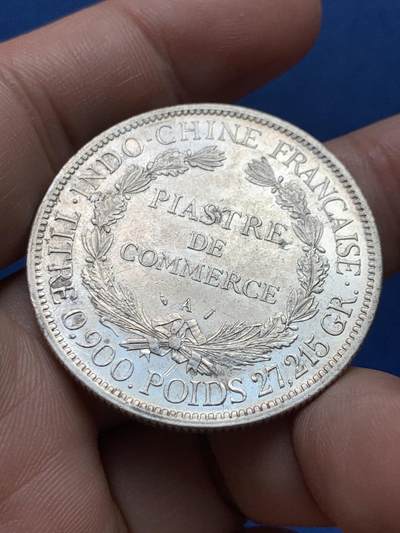 INDO-CHINE FRANÇAISE.
PIASTRE
DE
COMMERCE
A
TITRE 0,900. POIDS 27,215 GR.